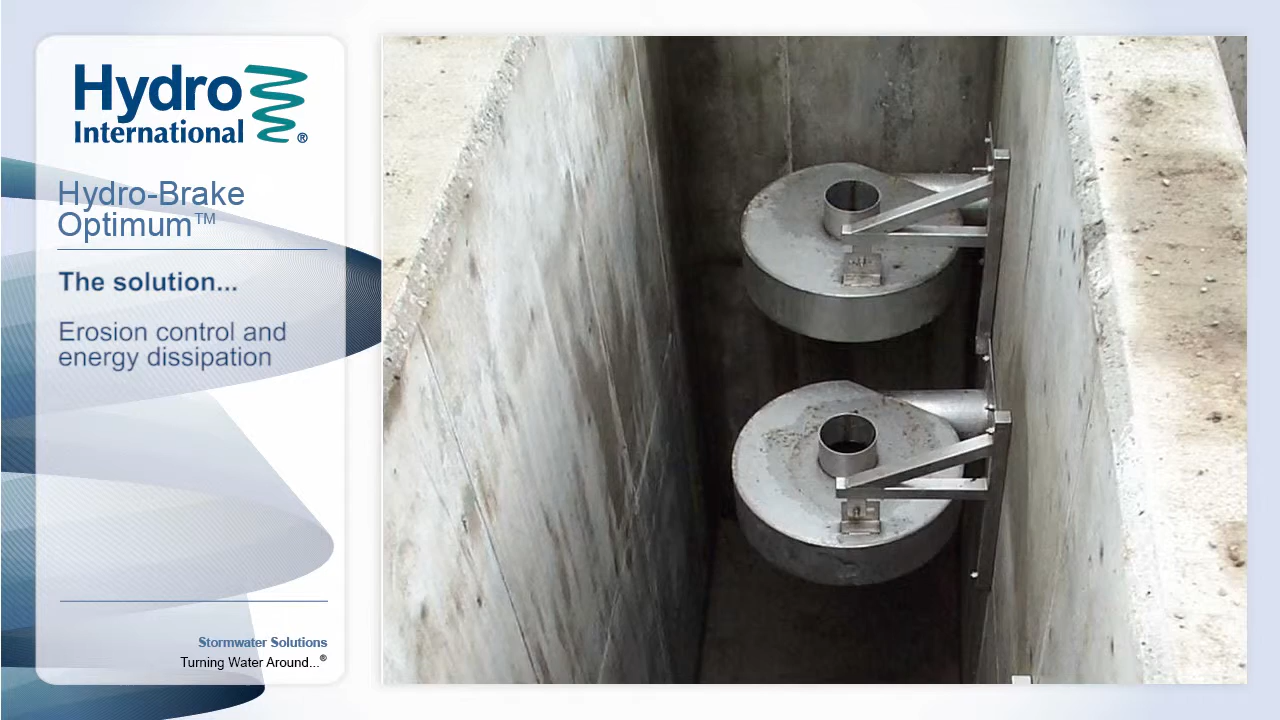 Hydro
International®
Hydro-Brake
Optimum™
The solution...
Erosion control and
energy dissipation
Stormwater Solutions
Turning Water Around...®